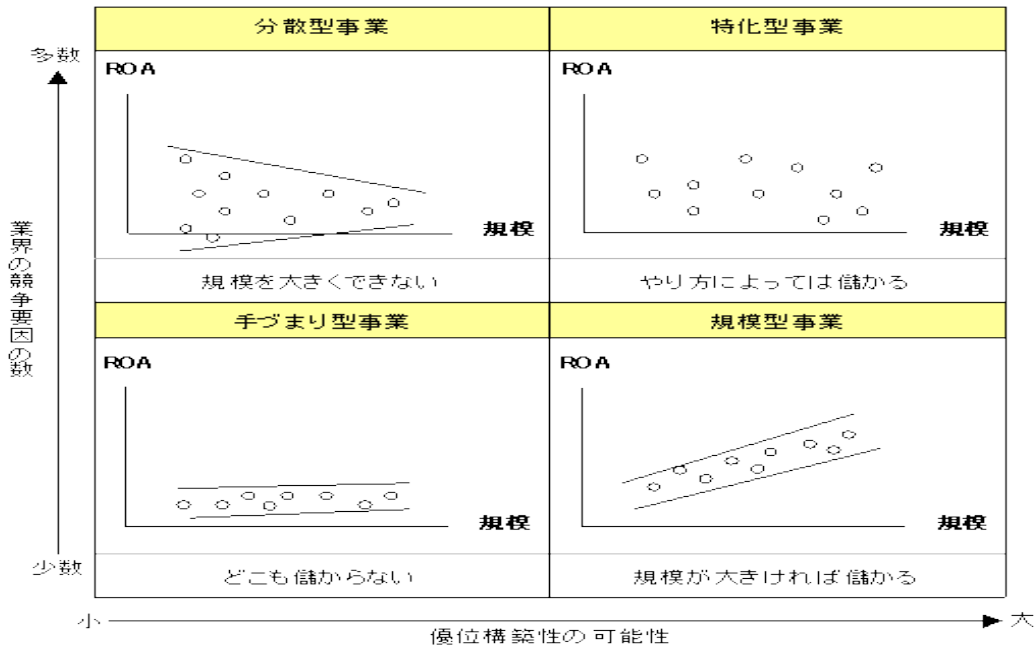 分散型事業
特化型事業
多数
ROA
ROA
規模
規模
規模を大きくできない
やり方によっては儲かる
業界の競争要因の数
手づまり型事業
規模型事業
ROA
ROA
規模
規模
少数
どこも儲からない
規模が大きければ儲かる
小
大
優位構築性の可能性